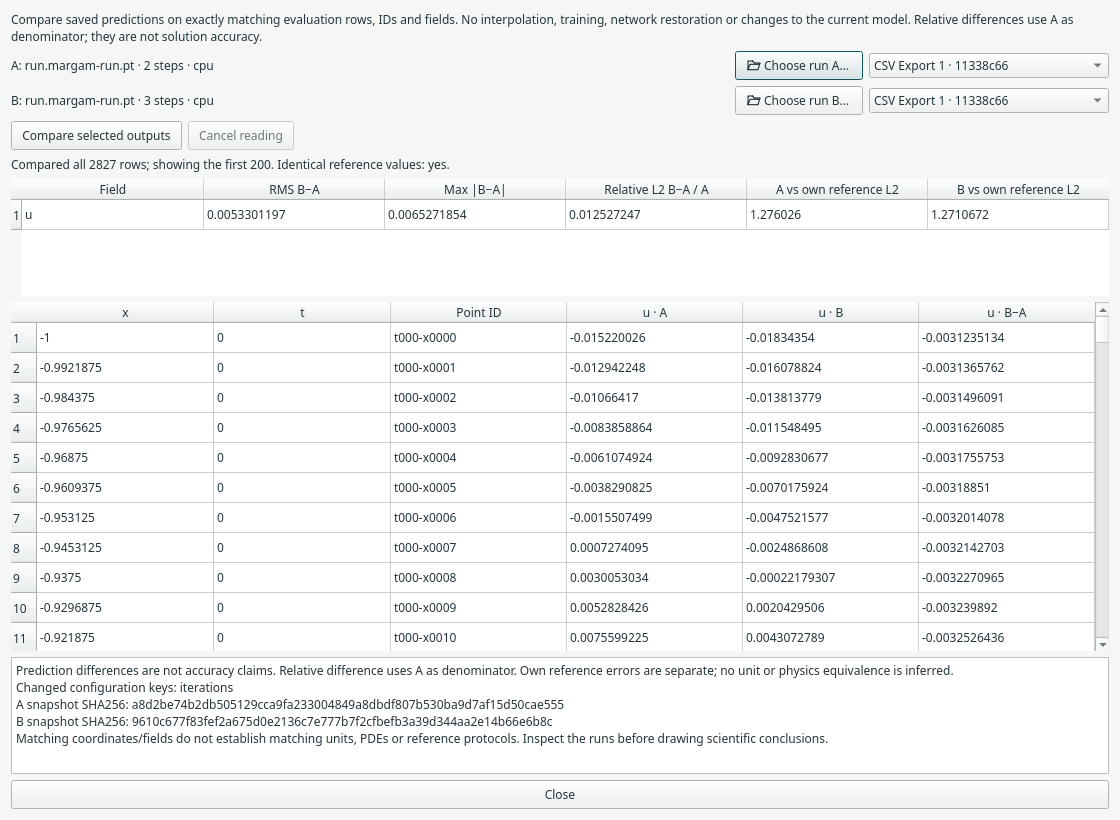 Compare saved predictions on exactly matching evaluation rows, IDs and fields. No interpolation, training, network restoration or changes to the current model. Relative differences use A as
denominator; they are not solution accuracy.
A: run.margam-run.pt · 2 steps · cpu
Choose run A...
CSV Export 1 · 11338c66
B: run.margam-run.pt · 3 steps · cpu
Choose run B...
CSV Export 1 · 11338c66
Compare selected outputs
Cancel reading
Compared all 2827 rows; showing the first 200. Identical reference values: yes.
Field RMS B−A Max |B−A| Relative L2 B−A / A A vs own reference L2 B vs own reference L2
1 u 0.0053301197 0.0065271854 0.012527247 1.276026 1.2710672
x t Point ID u · A u · B u · B−A
1 -1 0 t000-x0000 -0.015220026 -0.01834354 -0.0031235134
2 -0.9921875 0 t000-x0001 -0.012942248 -0.016078824 -0.0031365762
3 -0.984375 0 t000-x0002 -0.01066417 -0.013813779 -0.0031496091
4 -0.9765625 0 t000-x0003 -0.0083858864 -0.011548495 -0.0031626085
5 -0.96875 0 t000-x0004 -0.0061074924 -0.0092830677 -0.0031755753
6 -0.9609375 0 t000-x0005 -0.0038290825 -0.0070175924 -0.00318851
7 -0.953125 0 t000-x0006 -0.0015507499 -0.0047521577 -0.0032014078
8 -0.9453125 0 t000-x0007 0.0007274095 -0.0024868608 -0.0032142703
9 -0.9375 0 t000-x0008 0.0030053034 -0.00022179307 -0.0032270965
10 -0.9296875 0 t000-x0009 0.0052828426 0.0020429506 -0.003239892
11 -0.921875 0 t000-x0010 0.0075599225 0.0043072789 -0.0032526436
Prediction differences are not accuracy claims. Relative difference uses A as denominator. Own reference errors are separate; no unit or physics equivalence is inferred.
Changed configuration keys: iterations
A snapshot SHA256: a8d2be74b2db505129cca9fa233004849a8dbdf807b530ba9d7af15d50cae555
B snapshot SHA256: 9610c677f83fef2a675d0e2136c7e777b7f2cfbefb3a39d344aa2e14b66e6b8c
Matching coordinates/fields do not establish matching units, PDEs or reference protocols. Inspect the runs before drawing scientific conclusions.
Close